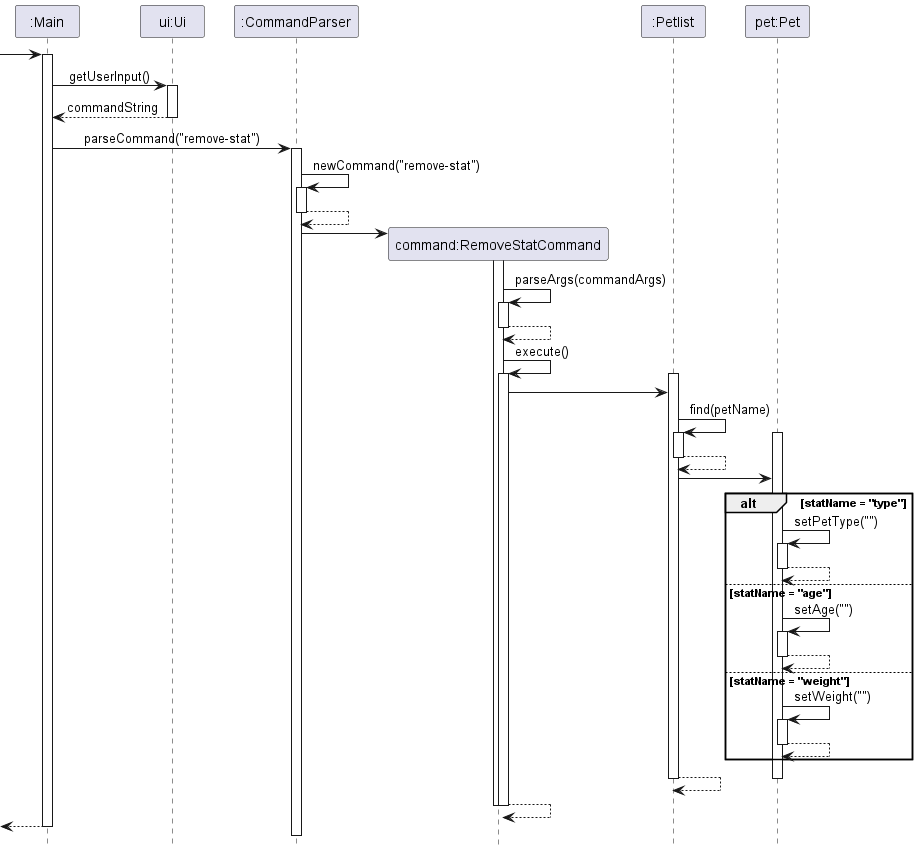 :Main
ui:Ui
:CommandParser
:Petlist
pet:Pet
getUserInput()
commandString
parseCommand("remove-stat")
newCommand("remove-stat")
command:RemoveStatCommand
parseArgs(commandArgs)
execute()
find(petName)
alt
[statName = "type"]
setPetType("")
[statName = "age"]
setAge("")
[statName = "weight"]
setWeight("")